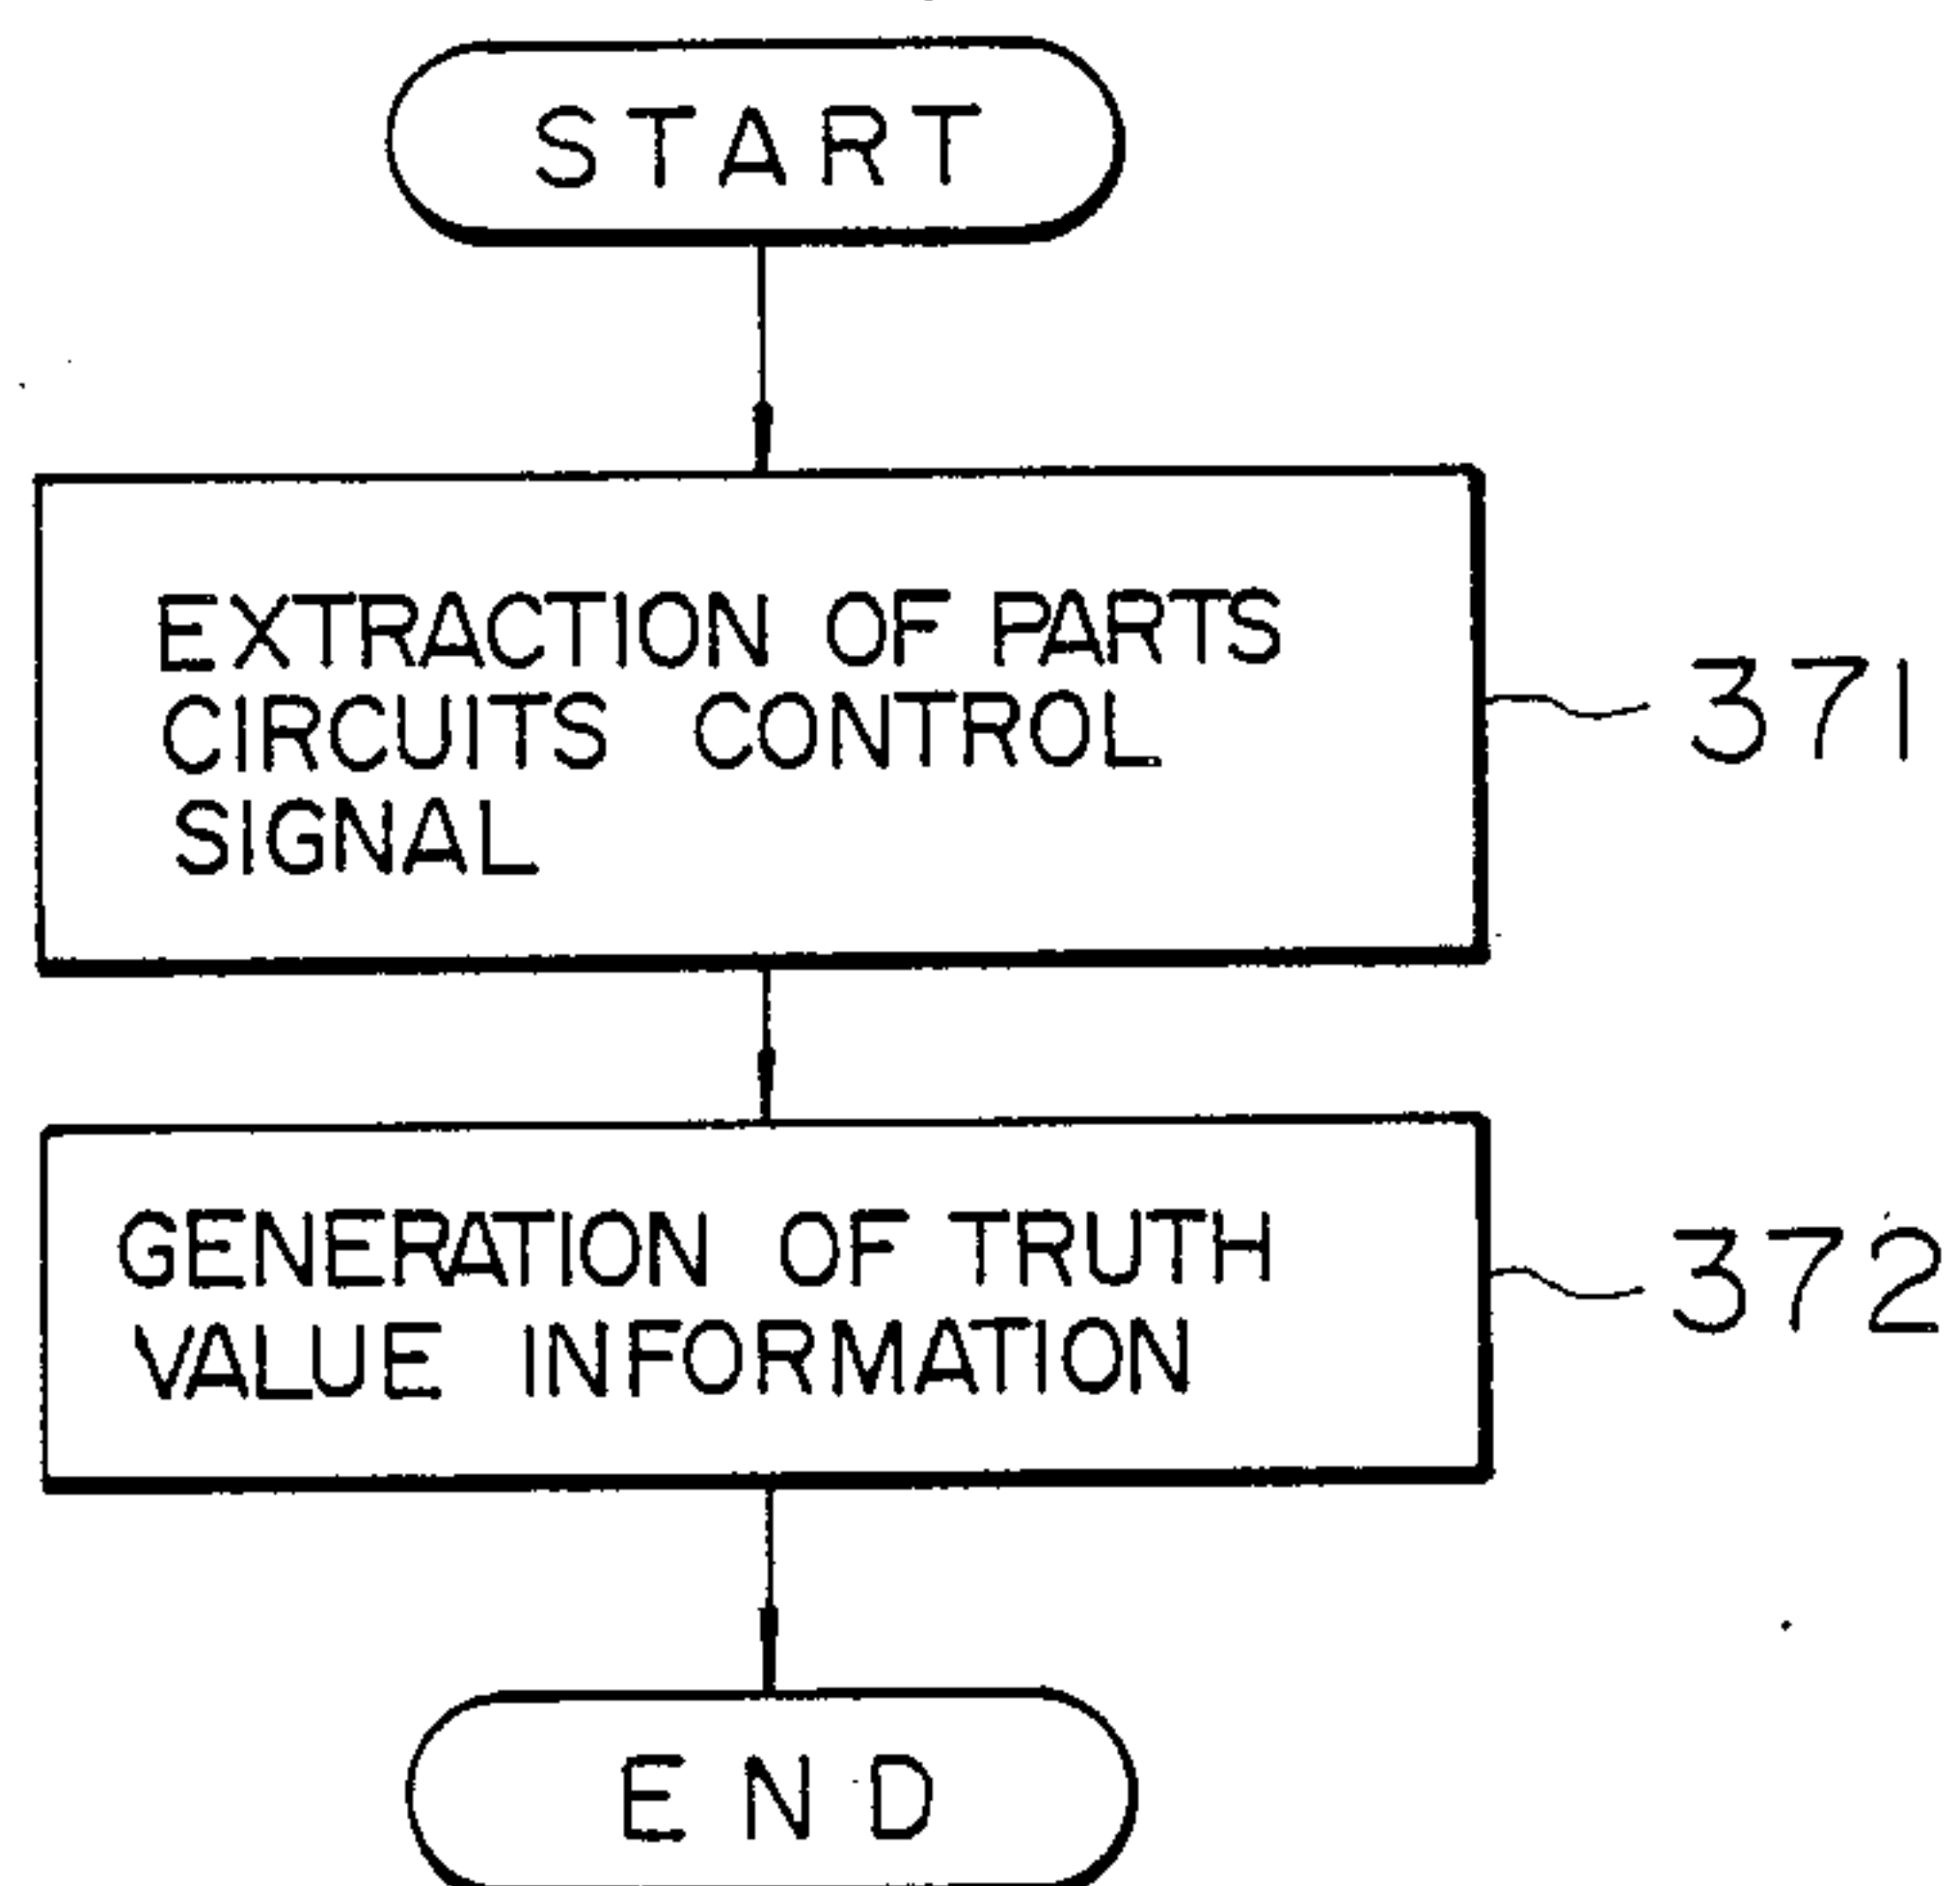 START
EXTRACTION OF PARTS
CIRCUITS CONTROL
SIGNAL
371
GENERATION OF TRUTH
VALUE INFORMATION
372
END